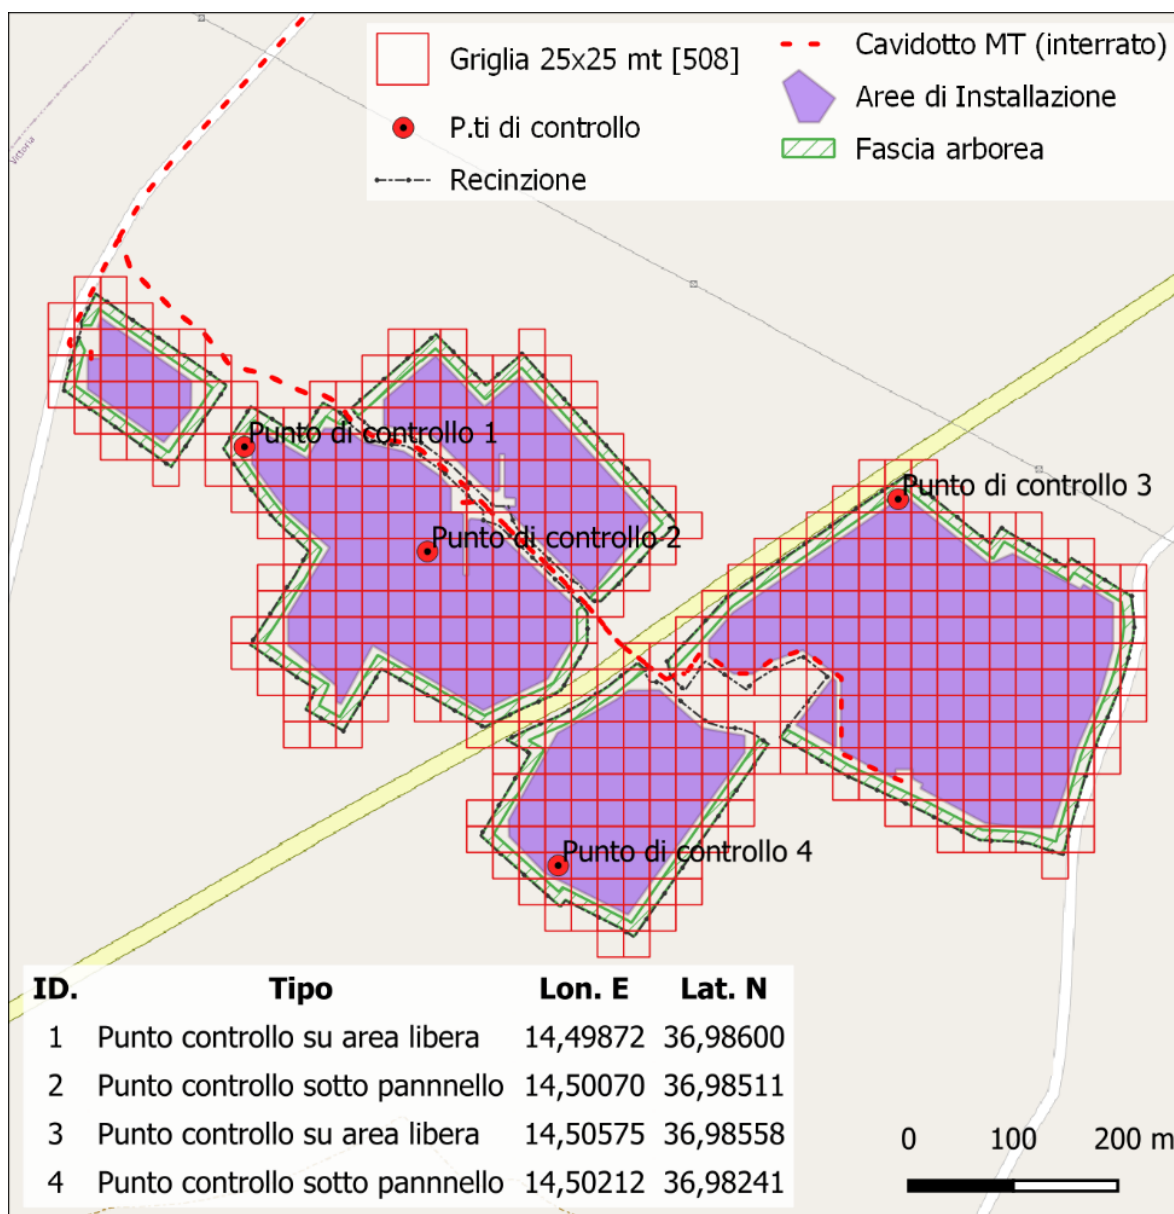 Griglia 25x25 mt [508]
P.ti di controllo
Recinzione
Cavidotto MT (interrato)
Aree di Installazione
Fascia arborea
Victoria
Punto di controllo 1
Punto di controllo 2
Punto di controllo 3
Punto di controllo 4
ID. Tipo Lon. E Lat. N
1 Punto controllo su area libera 14,49872 36,98600
2 Punto controllo sotto pannnello 14,50070 36,98511
3 Punto controllo su area libera 14,50575 36,98558
4 Punto controllo sotto pannnello 14,50212 36,98241
0 100 200 m